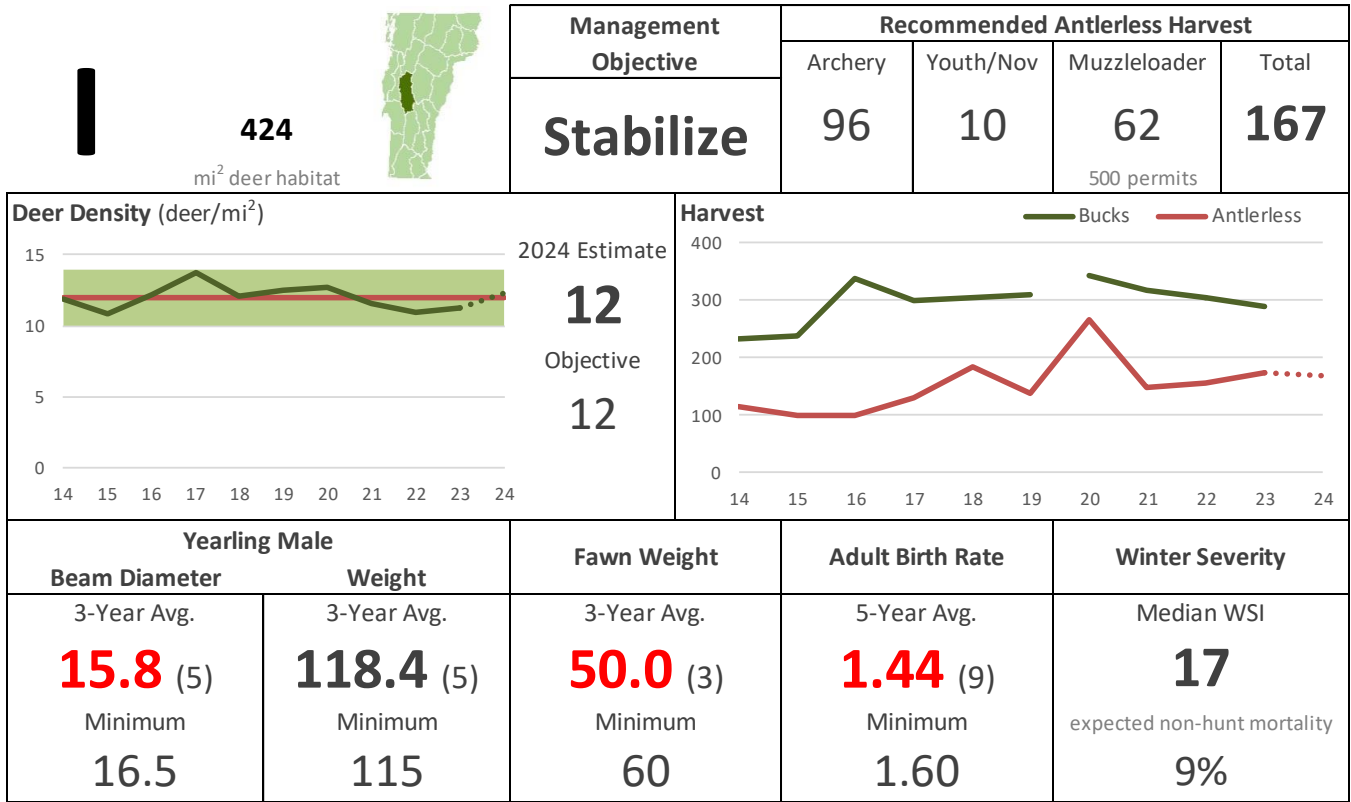 I
424
mi² deer habitat
Management
Objective
Stabilize
Recommended Antlerless Harvest
Archery Youth/Nov Muzzleloader Total
96 10 62 167
500 permits
Deer Density (deer/mi²)
15
10
5
0
14 15 16 17 18 19 20 21 22 23 24
2024 Estimate
12
Objective
12
Harvest
Bucks Antlerless
400
300
200
100
0
14 15 16 17 18 19 20 21 22 23 24
Yearling Male
Beam Diameter Weight
Fawn Weight
Adult Birth Rate
Winter Severity
3-Year Avg. 3-Year Avg. 3-Year Avg. 5-Year Avg. Median WSI
15.8 (5) 118.4 (5) 50.0 (3) 1.44 (9) 17
Minimum Minimum Minimum Minimum expected non-hunt mortality
16.5 115 60 1.60 9%